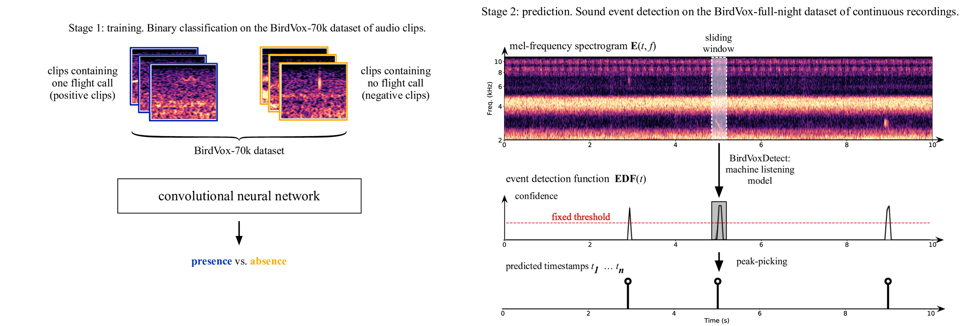 Stage 1: training. Binary classification on the BirdVox-70k dataset of audio clips.
clips containing
one flight call
(positive clips)
clips containing
no flight call
(negative clips)
BirdVox-70k dataset
convolutional neural network
presence vs. absence
Stage 2: prediction. Sound event detection on the BirdVox-full-night dataset of continuous recordings.
mel-frequency spectrogram E(t, f)
sliding
window
Freq. (kHz)
10
8
6
4
2
0 2 4 6 8 10
BirdVoxDetect:
machine listening
model
event detection function EDF(t)
confidence
fixed threshold
0 2 4 6 8 10
peak-picking
predicted timestamps t1 … tn
0 2 4 6 8 10
Time (s)